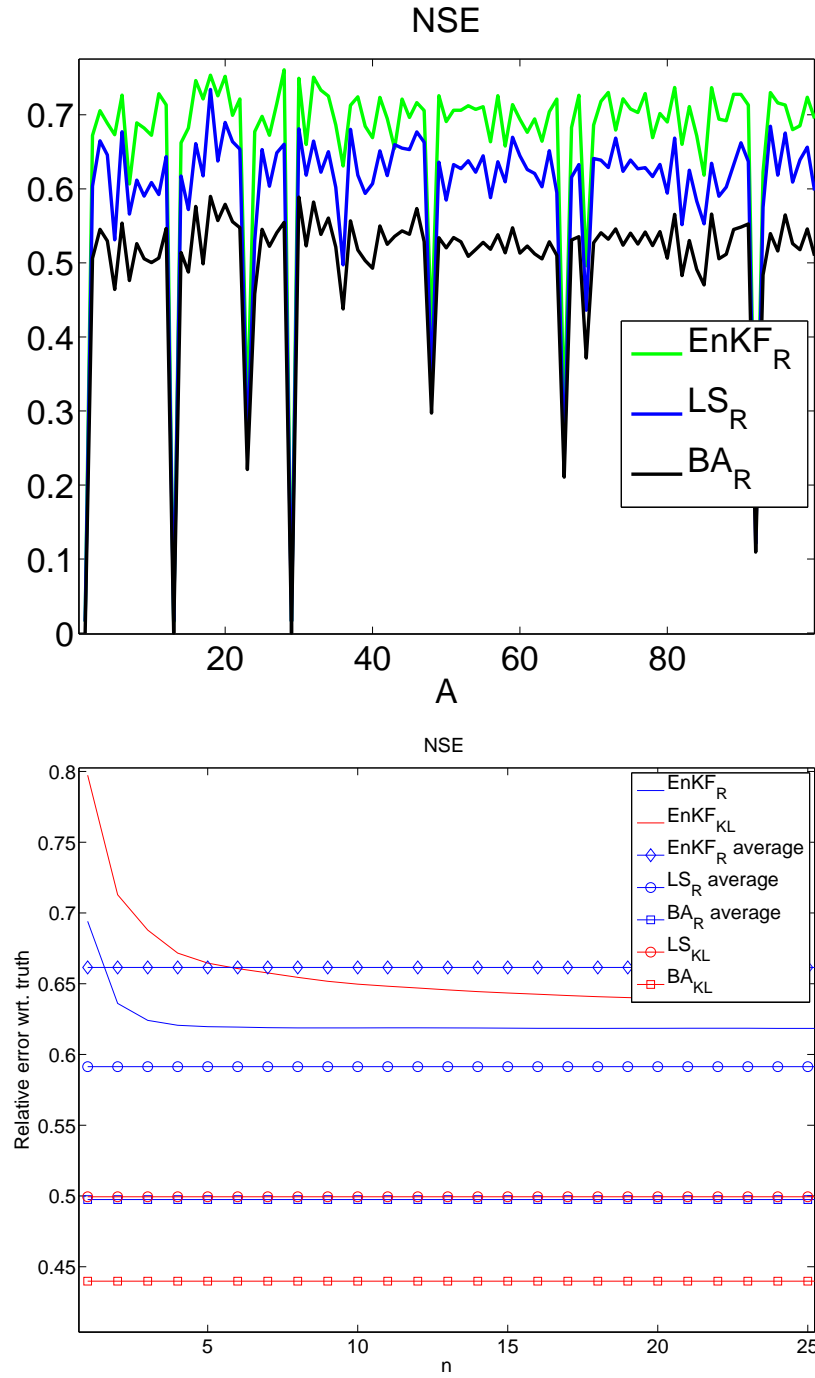 NSE
0.7
0.6
0.5
0.4
0.3
0.2
0.1
0
EnKF_R
LS_R
BA_R
20 40 60 80
A
NSE
Relative error wrt. truth
0.8
0.75
0.7
0.65
0.6
0.55
0.5
0.45
EnKF_R
EnKF_KL
EnKF_R average
LS_R average
BA_R average
LS_KL
BA_KL
5 10 15 20 25
n